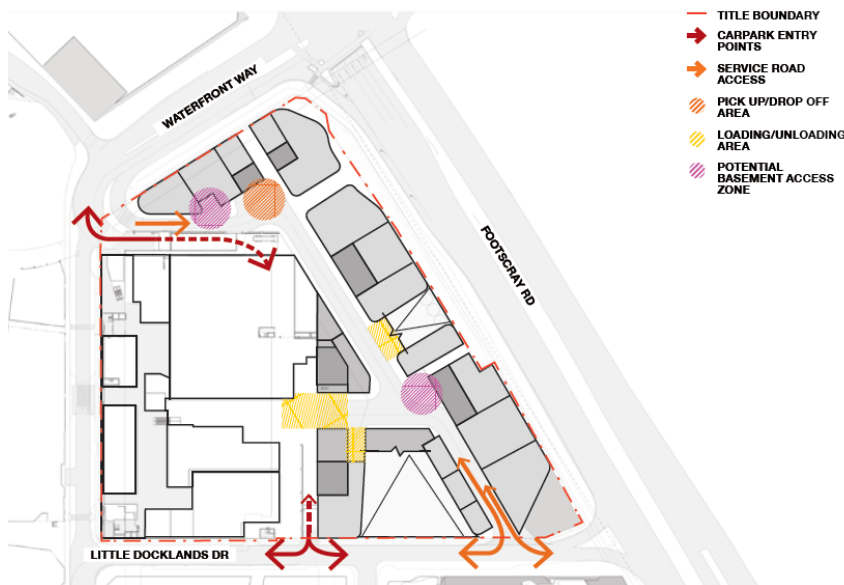 TITLE BOUNDARY
CARPARK ENTRY
POINTS
SERVICE ROAD
ACCESS
PICK UP/DROP OFF
AREA
LOADING/UNLOADING
AREA
POTENTIAL
BASEMENT ACCESS
ZONE
WATERFRONT WAY
FOOTSCRAY RD
LITTLE DOCKLANDS DR